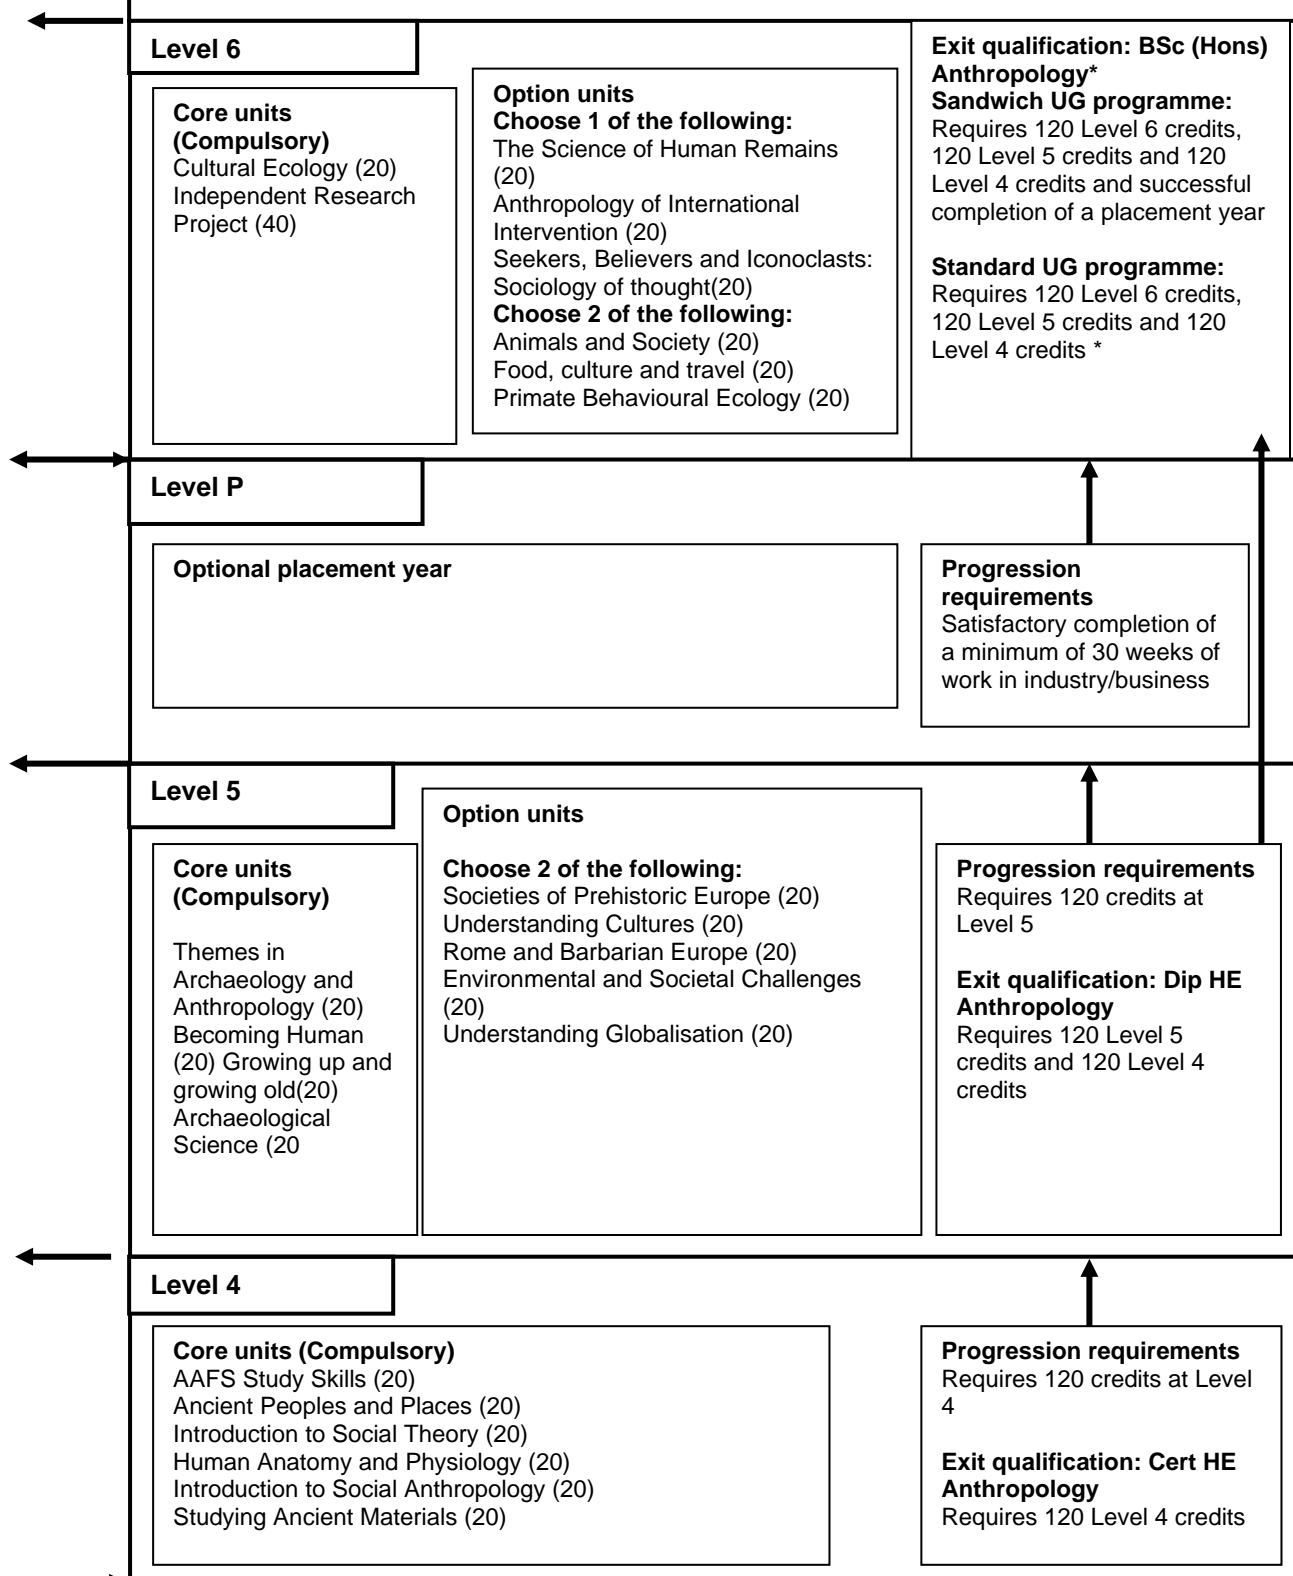 Level 6
Core units
(Compulsory)
Cultural Ecology (20)
Independent Research
Project (40)
Option units
Choose 1 of the following:
The Science of Human Remains
(20)
Anthropology of International
Intervention (20)
Seekers, Believers and Iconoclasts:
Sociology of thought(20)
Choose 2 of the following:
Animals and Society (20)
Food, culture and travel (20)
Primate Behavioural Ecology (20)
Exit qualification: BSc (Hons)
Anthropology*
Sandwich UG programme:
Requires 120 Level 6 credits,
120 Level 5 credits and 120
Level 4 credits and successful
completion of a placement year
Standard UG programme:
Requires 120 Level 6 credits,
120 Level 5 credits and 120
Level 4 credits *
Level P
Optional placement year
Progression
requirements
Satisfactory completion of
a minimum of 30 weeks of
work in industry/business
Level 5
Core units
(Compulsory)
Themes in
Archaeology and
Anthropology (20)
Becoming Human
(20) Growing up and
growing old(20)
Archaeological
Science (20
Option units
Choose 2 of the following:
Societies of Prehistoric Europe (20)
Understanding Cultures (20)
Rome and Barbarian Europe (20)
Environmental and Societal Challenges
(20)
Understanding Globalisation (20)
Progression requirements
Requires 120 credits at
Level 5
Exit qualification: Dip HE
Anthropology
Requires 120 Level 5
credits and 120 Level 4
credits
Level 4
Core units (Compulsory)
AAFS Study Skills (20)
Ancient Peoples and Places (20)
Introduction to Social Theory (20)
Human Anatomy and Physiology (20)
Introduction to Social Anthropology (20)
Studying Ancient Materials (20)
Progression requirements
Requires 120 credits at Level
4
Exit qualification: Cert HE
Anthropology
Requires 120 Level 4 credits